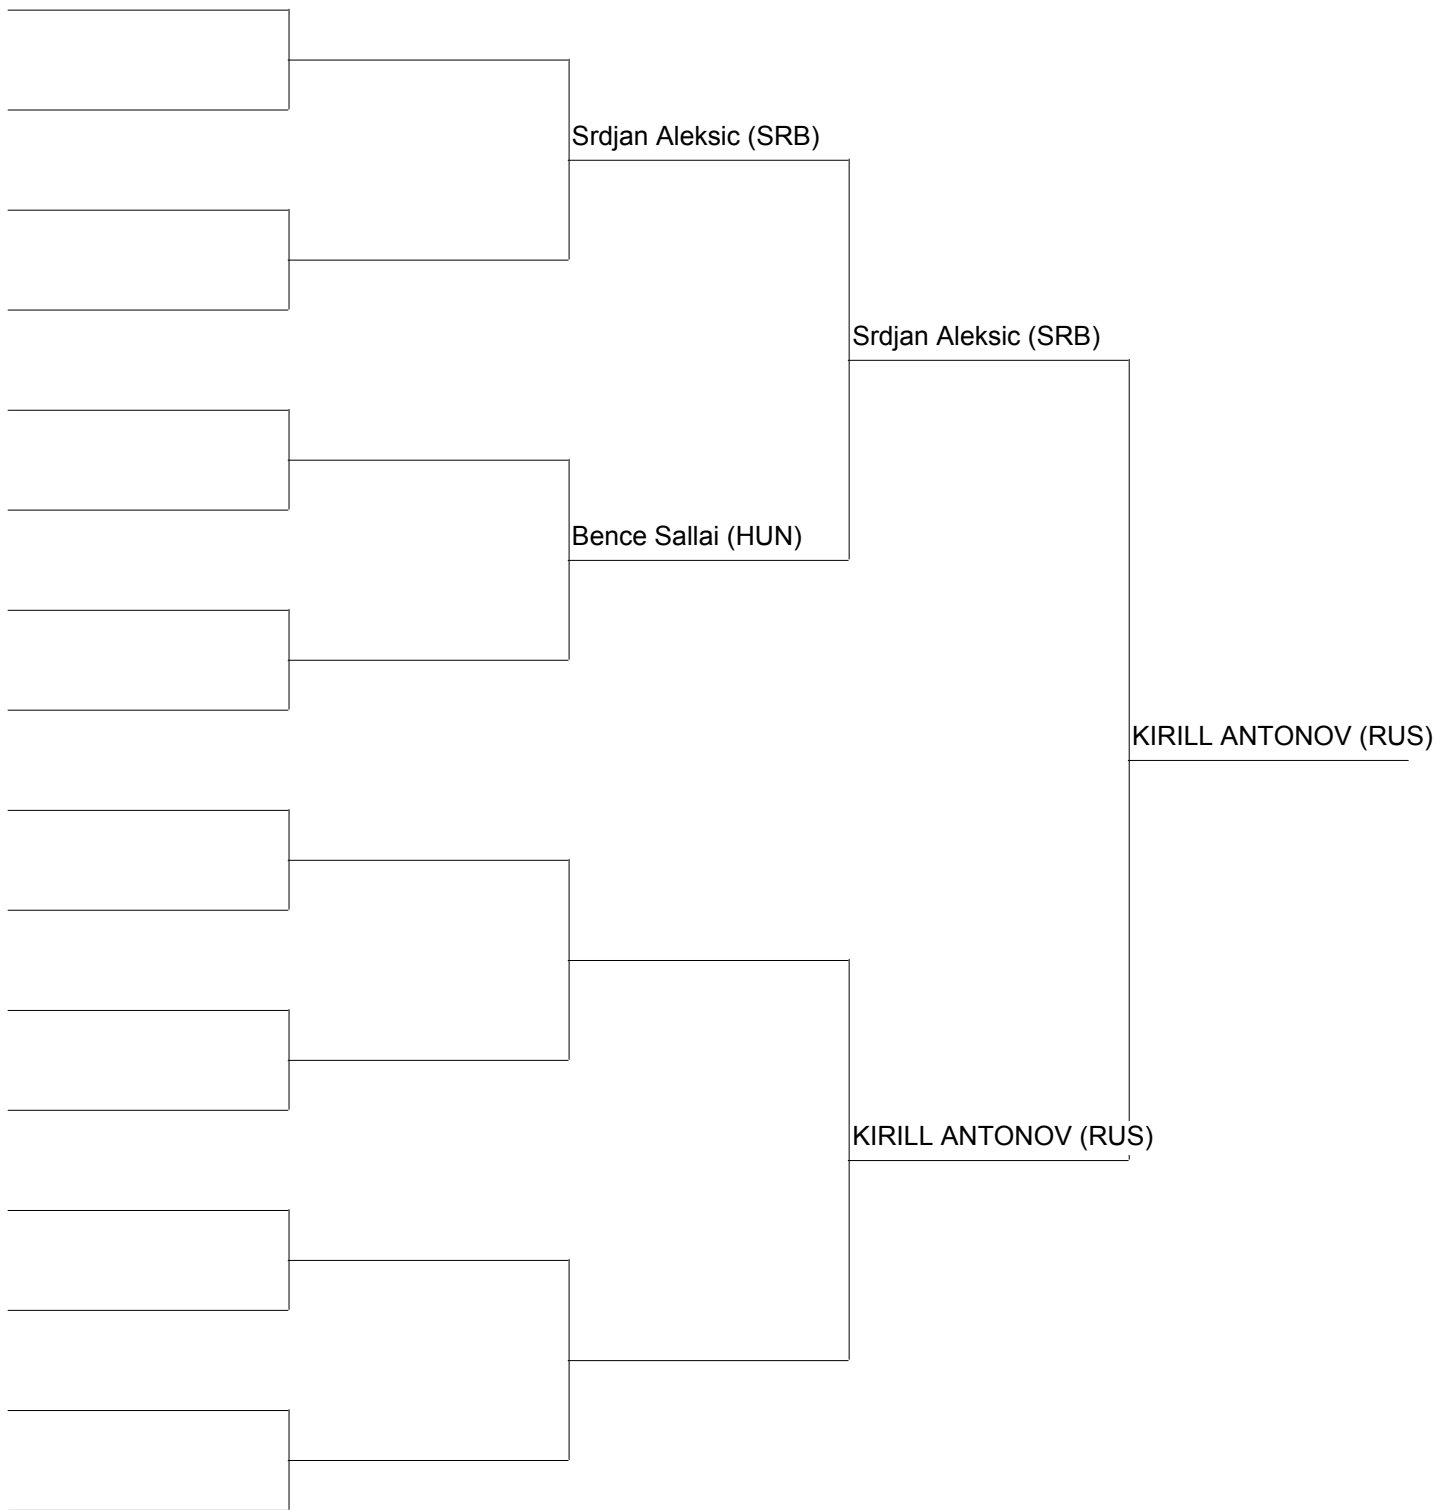 Srdjan Aleksic (SRB)
Srdjan Aleksic (SRB)
Bence Sallai (HUN)
KIRILL ANTONOV (RUS)
KIRILL ANTONOV (RUS)